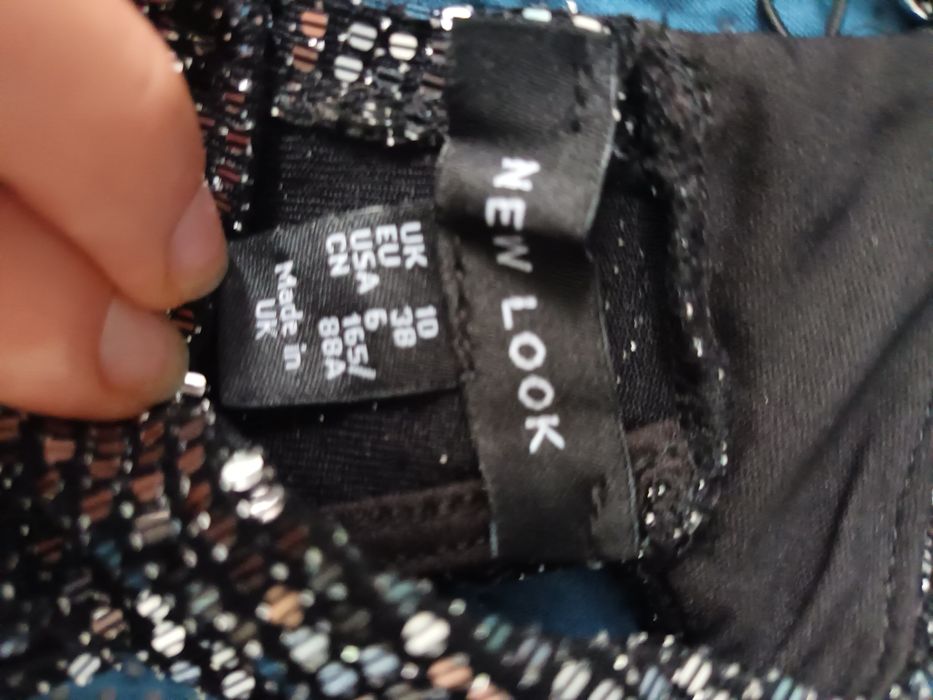 NEW LOOK
UK 10
EU 38
USA 6
CN 165/
88A
Made in
UK